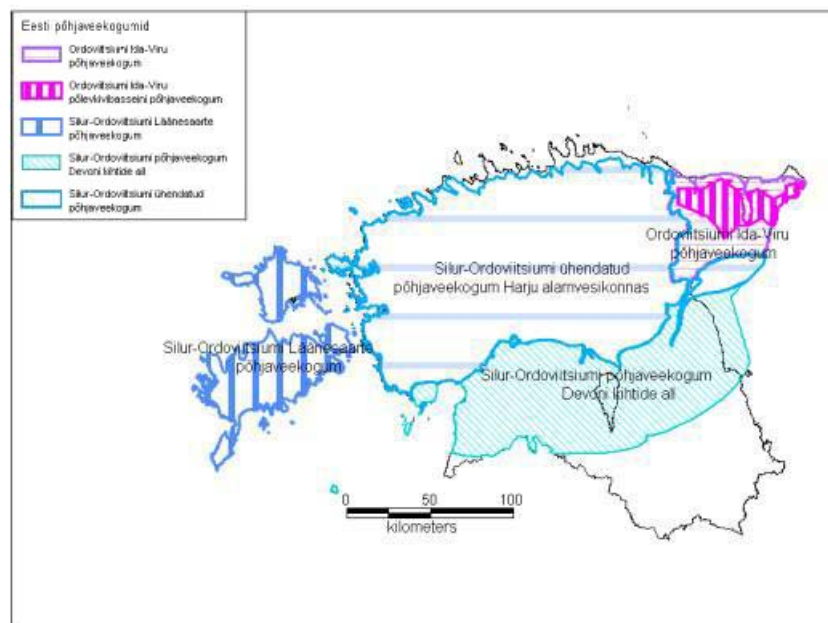 Eesti põhjaveekogumid
Ordoviitsiumi Ida-Viru
põhjaveekogum
Ordoviitsiumi Ida-Viru
põlevkivibasseini põhjaveekogum
Silur-Ordoviitsiumi Läänesaarte
põhjaveekogum
Silur-Ordoviitsiumi põhjaveekogum
Devoni kihtide all
Silur-Ordoviitsiumi ühendatud
põhjaveekogum
Ordoviitsiumi Ida-Viru
põhjaveekogum
Silur-Ordoviitsiumi ühendatud
põhjaveekogum Harju alamvesikonnas
Silur-Ordoviitsiumi Läänesaarte
põhjaveekogum
Silur-Ordoviitsiumi põhjaveekogum
Devoni kihtide all
0 50 100
kilometers